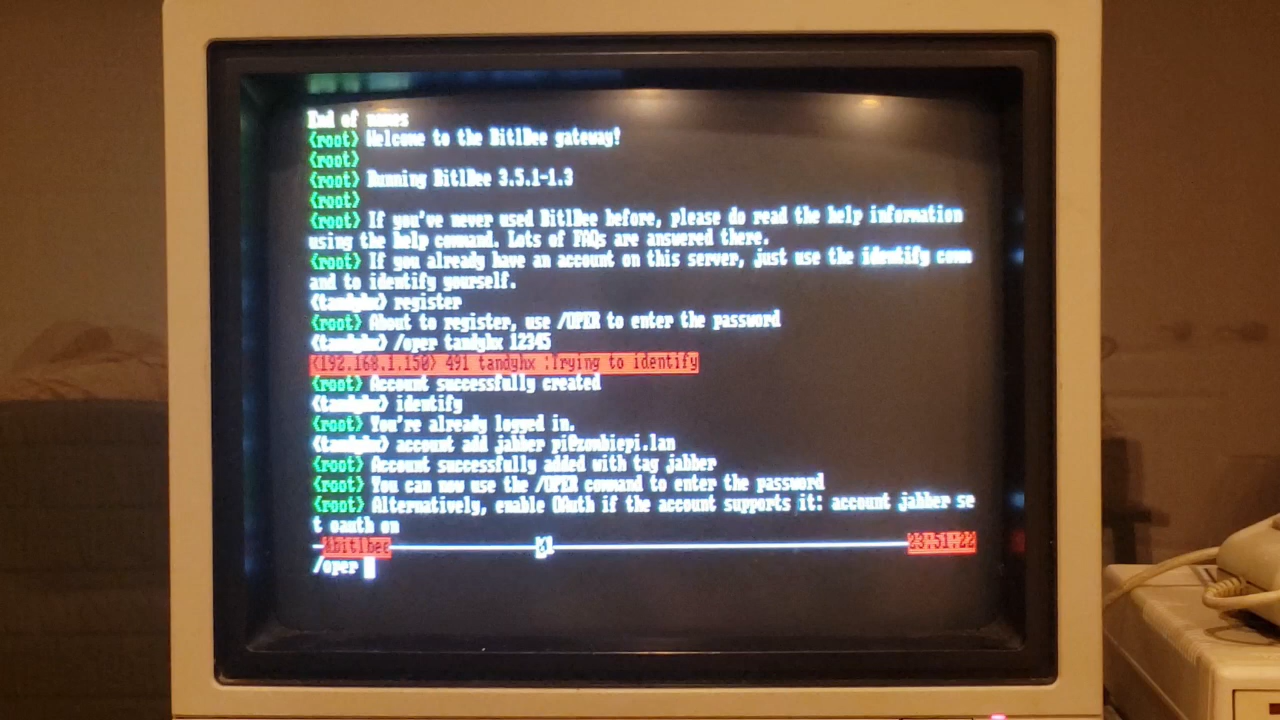 End of names
<root> Welcome to the BitlBee gateway!
<root>
<root> Running BitlBee 3.5.1-1.3
<root>
<root> If you've never used BitlBee before, please do read the help information
using the help command. Lots of FAQs are answered there.
<root> If you already have an account on this server, just use the identify comm
and to identify yourself.
<tandyhx> register
<root> About to register, use /OPER to enter the password
<tandyhx> /oper tandyhx 12345
<192.168.1.150> 491 tandyhx :Trying to identify
<root> Account successfully created
<tandyhx> identify
<root> You're already logged in.
<tandyhx> account add jabber pi@zombiepi.lan
<root> Account successfully added with tag jabber
<root> You can now use the /OPER command to enter the password
<root> Alternatively, enable OAuth if the account supports it: account jabber se
t oauth on
&bitlbee 23:51:22
/oper